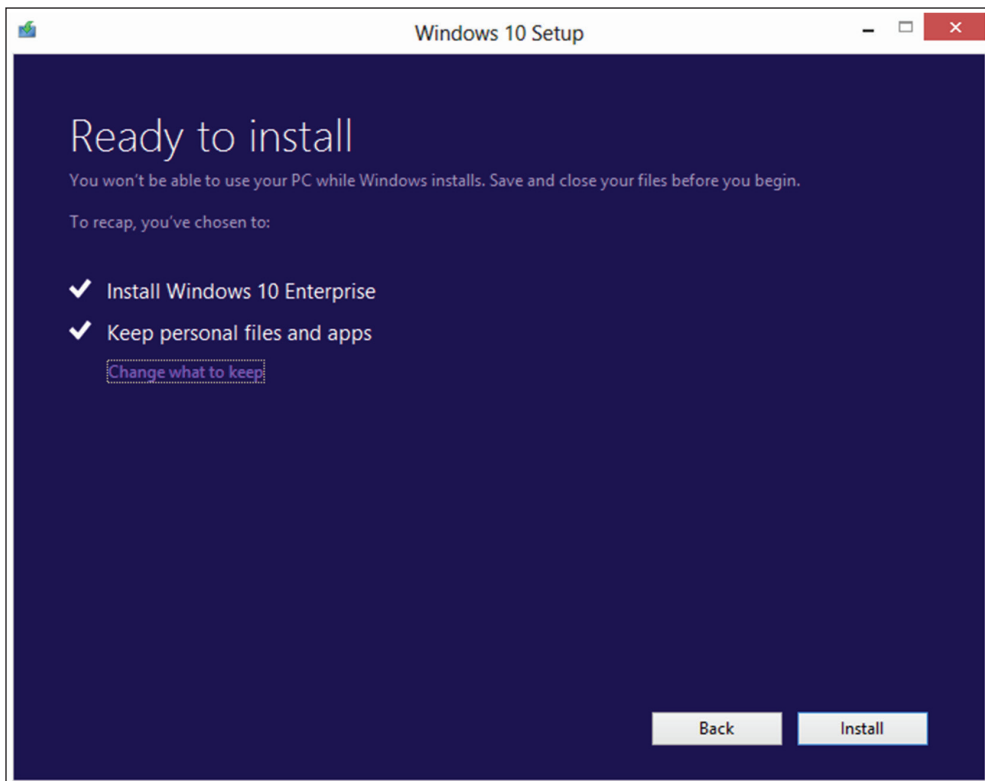 Windows 10 Setup
Ready to install
You won't be able to use your PC while Windows installs. Save and close your files before you begin.
To recap, you've chosen to:
Install Windows 10 Enterprise
Keep personal files and apps
Change what to keep
Back
Install